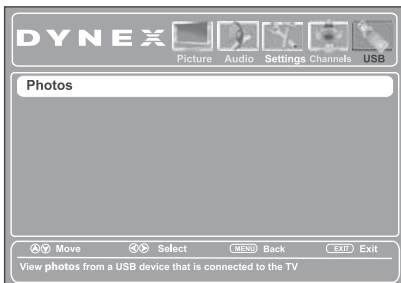 DYNEX
Picture Audio Settings Channels USB
Photos
Move Select MENU Back EXIT Exit
View photos from a USB device that is connected to the TV